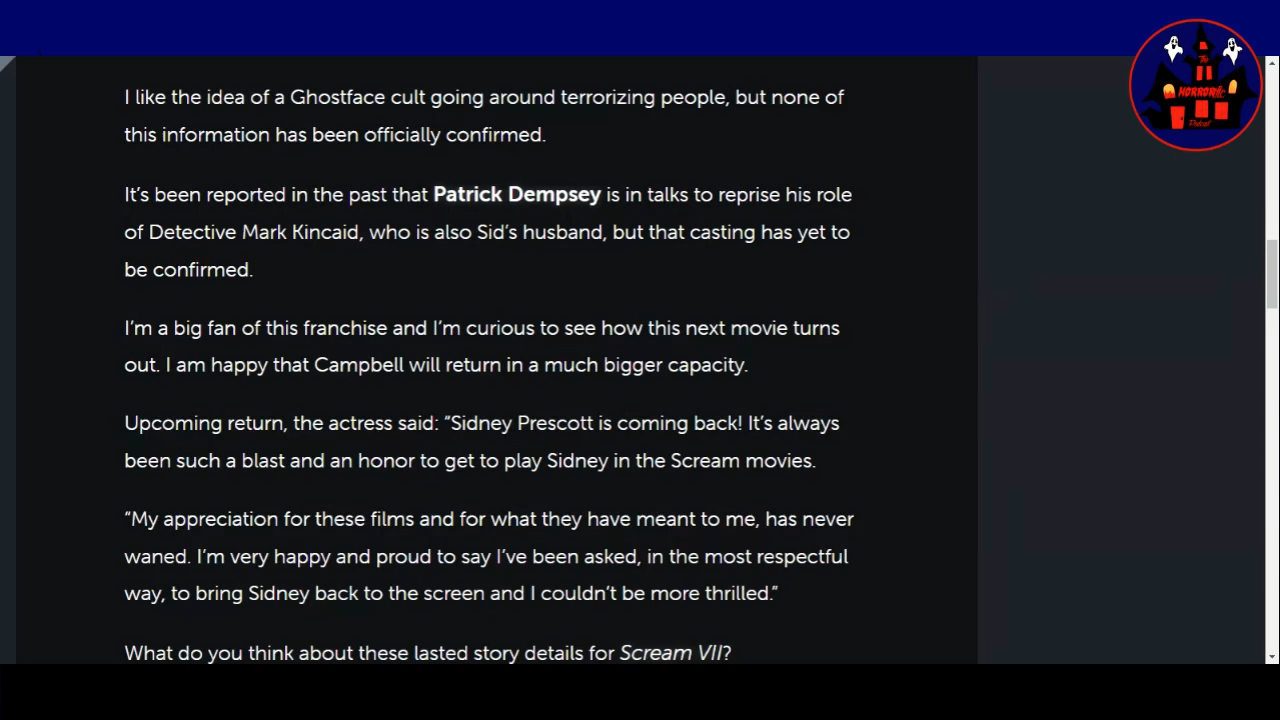 The
HORRORific
Podcast
I like the idea of a Ghostface cult going around terrorizing people, but none of
this information has been officially confirmed.
It’s been reported in the past that Patrick Dempsey is in talks to reprise his role
of Detective Mark Kincaid, who is also Sid’s husband, but that casting has yet to
be confirmed.
I’m a big fan of this franchise and I’m curious to see how this next movie turns
out. I am happy that Campbell will return in a much bigger capacity.
Upcoming return, the actress said: “Sidney Prescott is coming back! It’s always
been such a blast and an honor to get to play Sidney in the Scream movies.
“My appreciation for these films and for what they have meant to me, has never
waned. I’m very happy and proud to say I’ve been asked, in the most respectful
way, to bring Sidney back to the screen and I couldn’t be more thrilled.”
What do you think about these lasted story details for Scream VII?